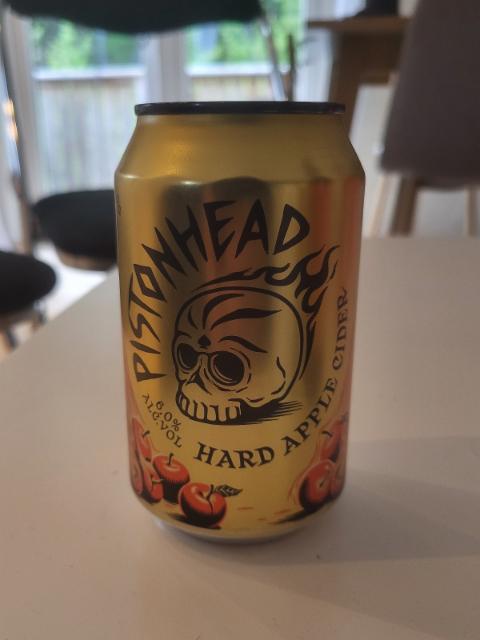 PISTONHEAD
6.0%
ALC.VOL
HARD APPLE CIDER